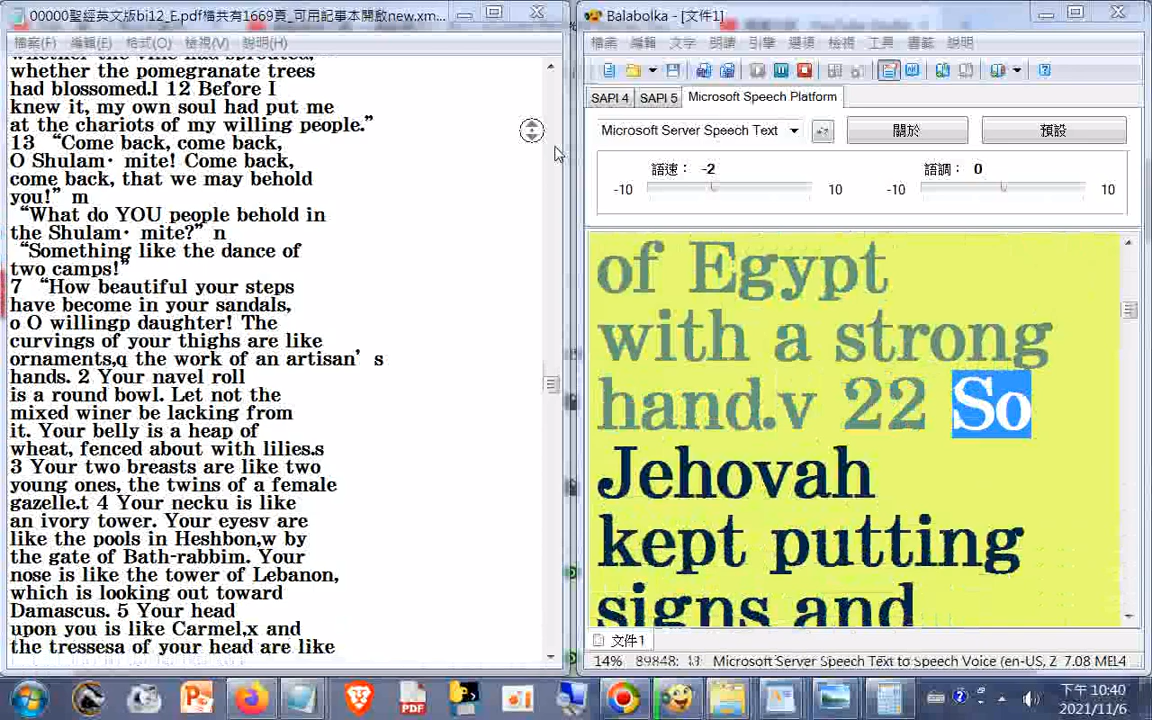 00000聖經英文版bi12_E.pdf檔共有1669頁_可用記事本開啟new.xm...
檔案(F) 編輯(E) 格式(O) 檢視(V) 說明(H)
whether the vine had sprouted,
whether the pomegranate trees
had blossomed.l 12 Before I
knew it, my own soul had put me
at the chariots of my willing people.”
13 “Come back, come back,
O Shulam· mite! Come back,
come back, that we may behold
you!” m
“What do YOU people behold in
the Shulam· mite?” n
“Something like the dance of
two camps!”
7 “How beautiful your steps
have become in your sandals,
o O willingp daughter! The
curvings of your thighs are like
ornaments,q the work of an artisan’s
hands. 2 Your navel roll
is a round bowl. Let not the
mixed winer be lacking from
it. Your belly is a heap of
wheat, fenced about with lilies.s
3 Your two breasts are like two
young ones, the twins of a female
gazelle.t 4 Your necku is like
an ivory tower. Your eyesv are
like the pools in Heshbon,w by
the gate of Bath-rabbim. Your
nose is like the tower of Lebanon,
which is looking out toward
Damascus. 5 Your head
upon you is like Carmel,x and
the tressesa of your head are like
Balabolka - [文件1]
檔案 編輯 文字 朗讀 引擎 選項 檢視 工具 書籤 說明
SAPI 4 SAPI 5 Microsoft Speech Platform
Microsoft Server Speech Text 關於 預設
語速： -2 語調： 0
-10 10 -10 10
of Egypt
with a strong
hand.v 22 So
Jehovah
kept putting
signs and
文件1
14% Microsoft Server Speech Text to Speech Voice (en-US, Z 7.08 MB
下午 10:40
2021/11/6